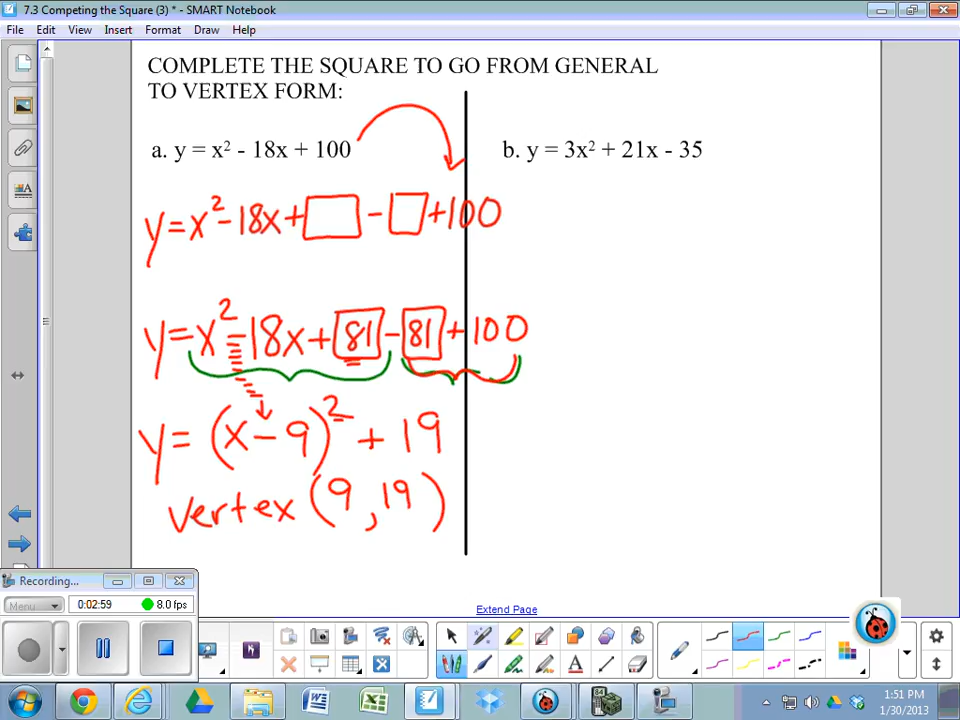 7.3 Competing the Square (3) * - SMART Notebook
File Edit View Insert Format Draw Help
COMPLETE THE SQUARE TO GO FROM GENERAL
TO VERTEX FORM:
a. y = x² - 18x + 100
b. y = 3x² + 21x - 35
y = x² - 18x + □ - □ + 100
y = x² - 18x + 81 - 81 + 100
y = (x - 9)² + 19
vertex (9, 19)
Recording...
Menu 0:02:59 8.0 fps
Extend Page
1:51 PM
1/30/2013